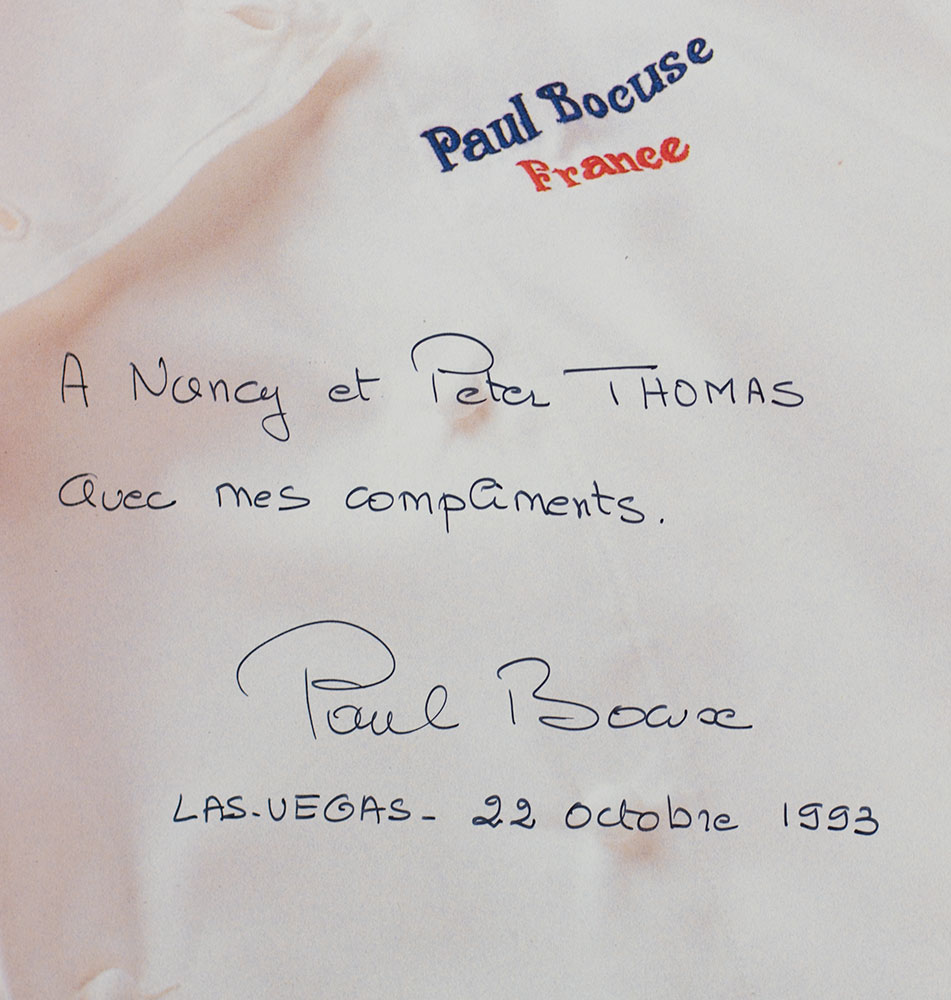 Paul Bocuse
France
A Nancy et Peter THOMAS
avec mes compliments.
Paul Bocuse
LAS-VEGAS- 22 octobre 1993